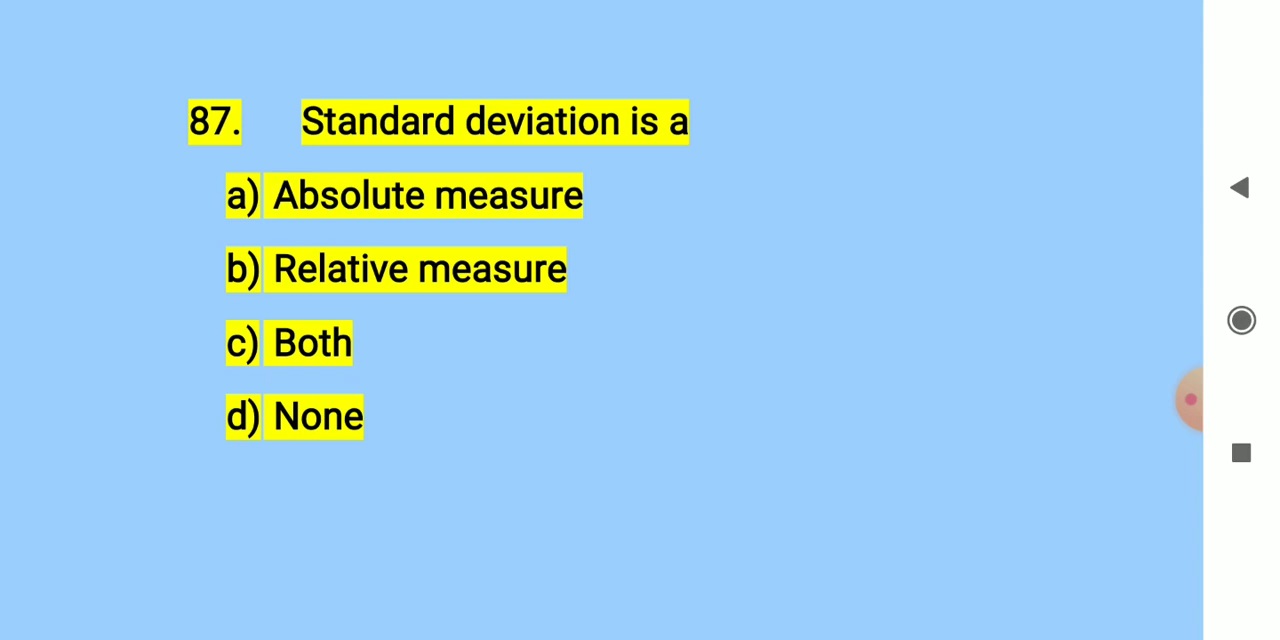 87. Standard deviation is a
a) Absolute measure
b) Relative measure
c) Both
d) None